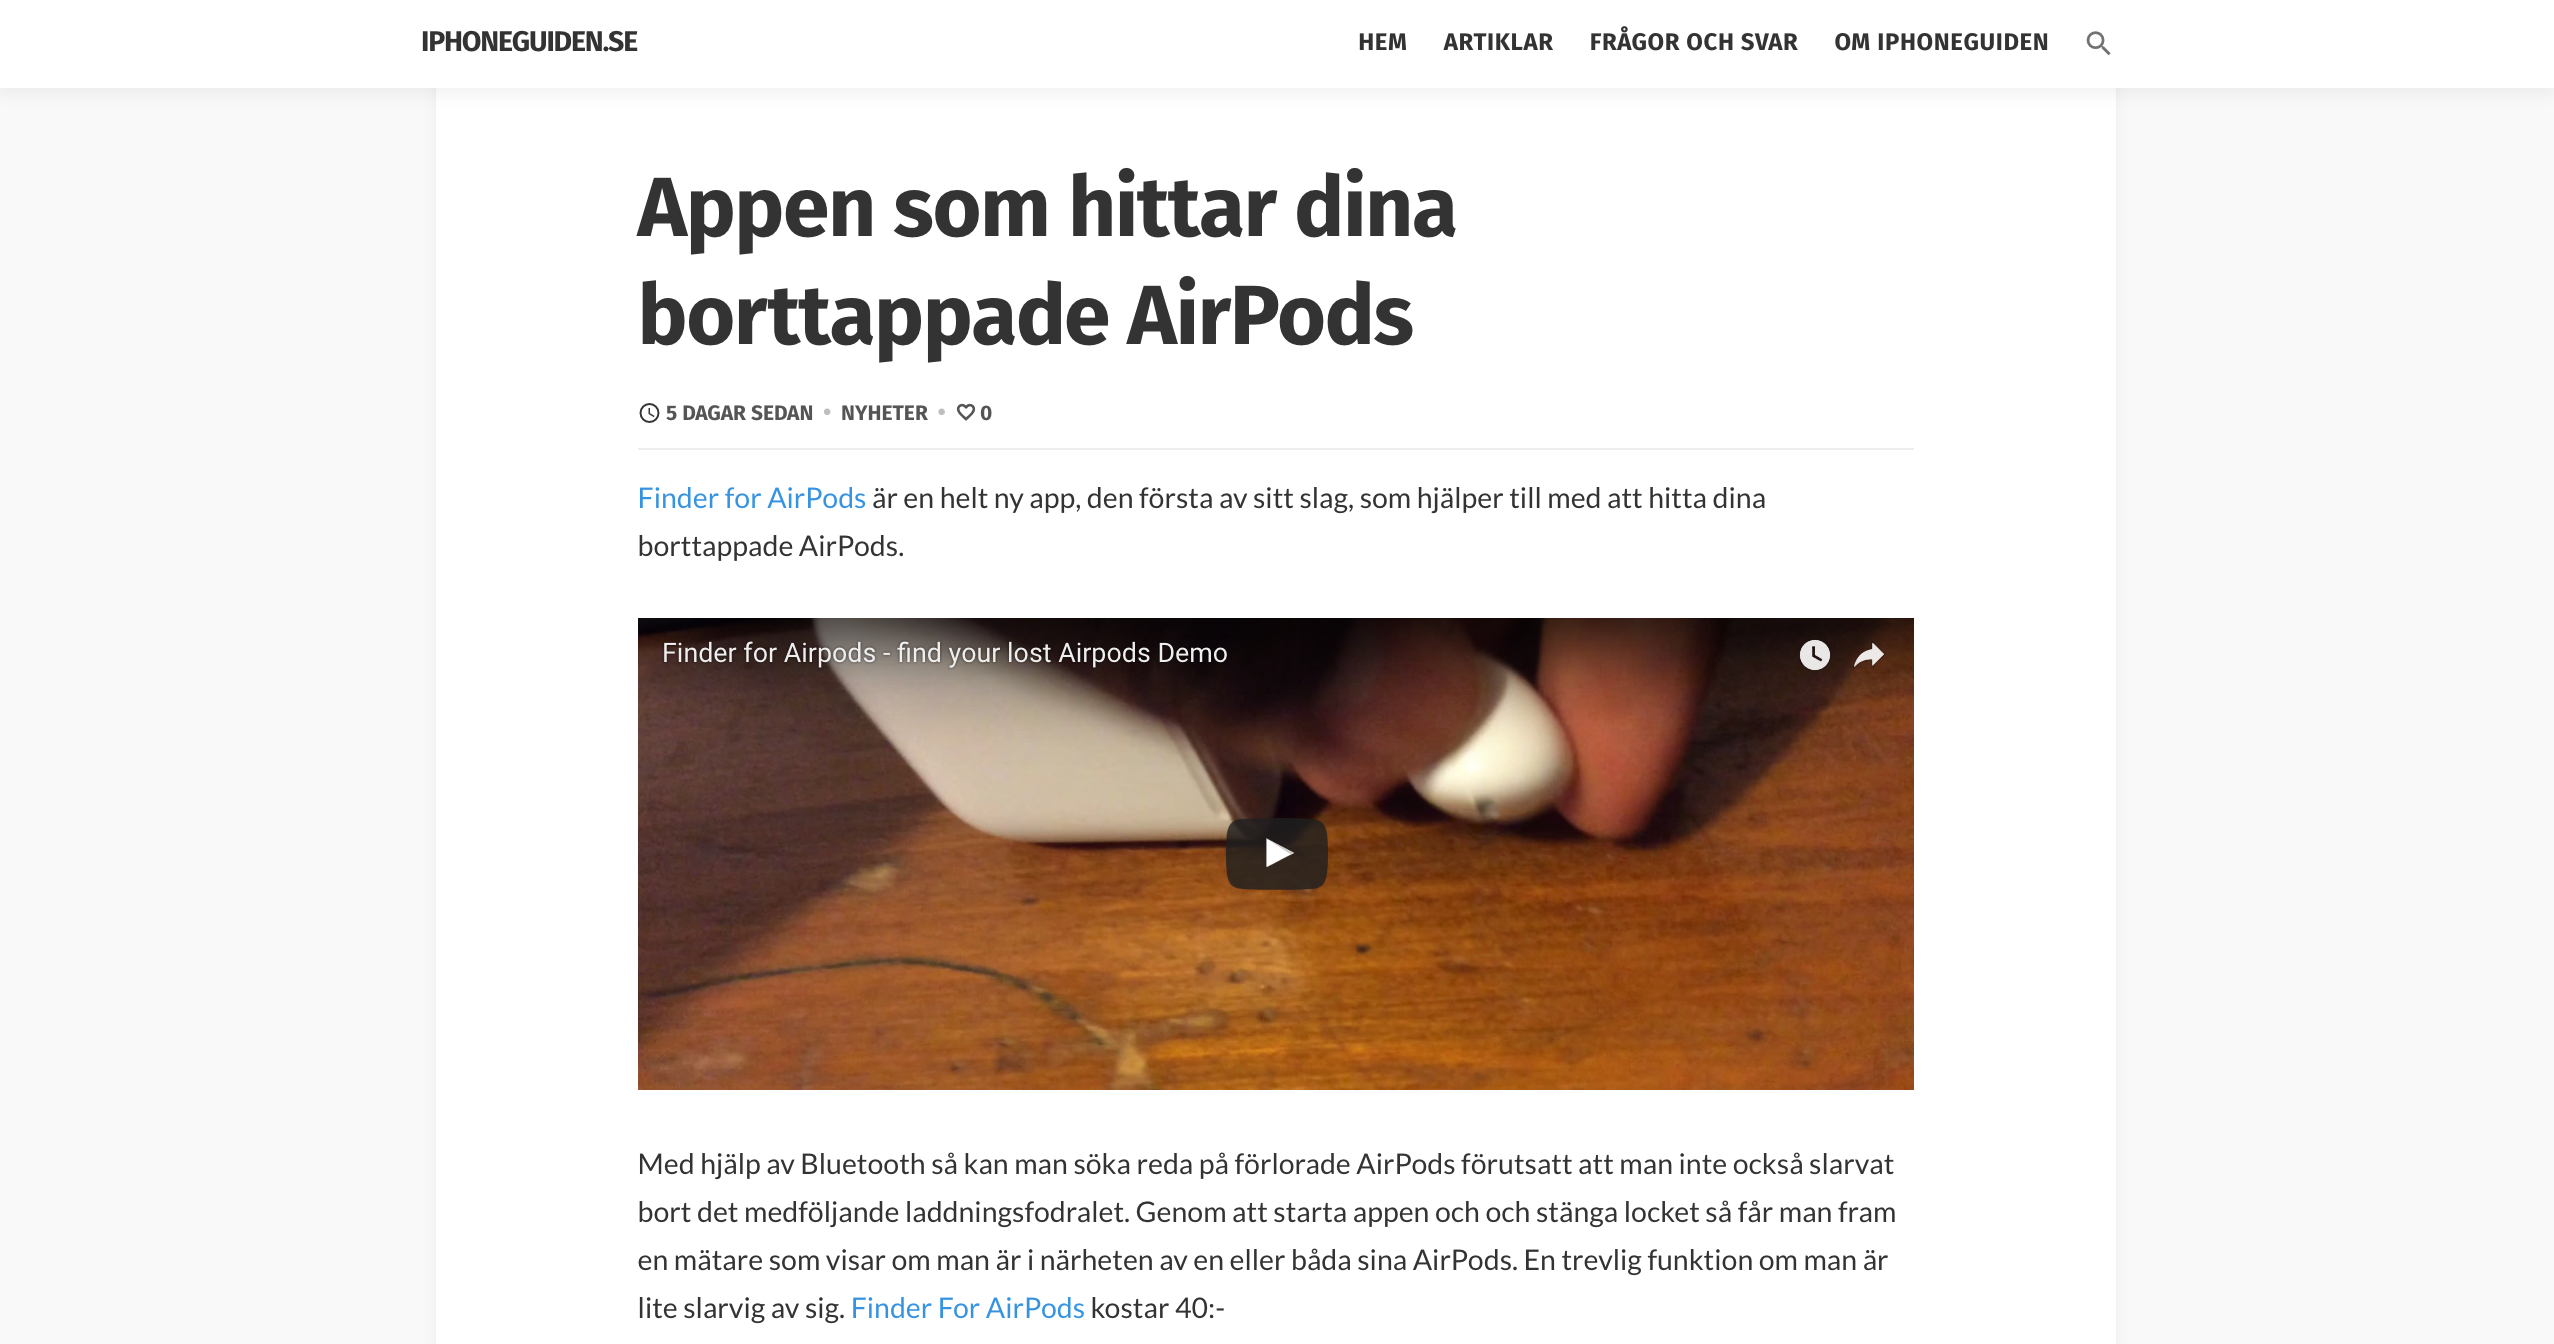 IPHONEGUIDEN.SE
HEM ARTIKLAR FRÅGOR OCH SVAR OM IPHONEGUIDEN
Appen som hittar dina
borttappade AirPods
5 DAGAR SEDAN • NYHETER • 0
Finder for AirPods är en helt ny app, den första av sitt slag, som hjälper till med att hitta dina
borttappade AirPods.
Finder for Airpods - find your lost Airpods Demo
Med hjälp av Bluetooth så kan man söka reda på förlorade AirPods förutsatt att man inte också slarvat
bort det medföljande laddningsfodralet. Genom att starta appen och och stänga locket så får man fram
en mätare som visar om man är i närheten av en eller båda sina AirPods. En trevlig funktion om man är
lite slarvig av sig. Finder For AirPods kostar 40:-